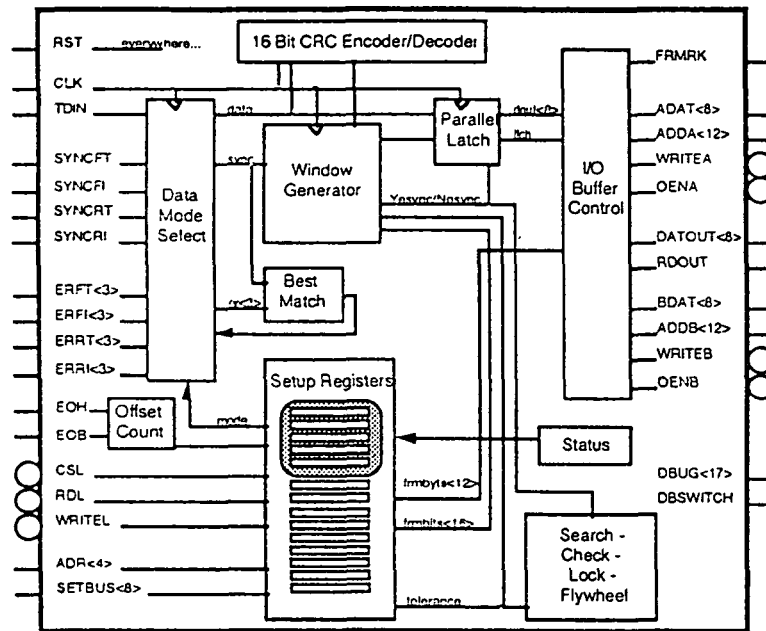 RST
everywhere...
16 Bit CRC Encoder/Decoder
FRMRK
CLK
TDIN
data
Parallel
Latch
dout<8>
ltch
ADAT<8>
ADDA<12>
WRITEA
OENA
SYNCFT
SYNCFI
SYNCRT
SYNCRI
sync
Data
Mode
Select
Window
Generator
Ynsync/Nosync
I/O
Buffer
Control
DATOUT<8>
RDOUT
BDAT<8>
ADDB<12>
WRITEB
OENB
ERFT<3>
ERFI<3>
ERRT<3>
ERRI<3>
Best
Match
Setup Registers
EOH
EOB
Offset
Count
mode
Status
CSL
RDL
WRITEL
frmbyts<12>
frmbits<15>
DBUG<17>
DBSWITCH
ADR<4>
SETBUS<8>
tolerance
Search -
Check -
Lock -
Flywheel